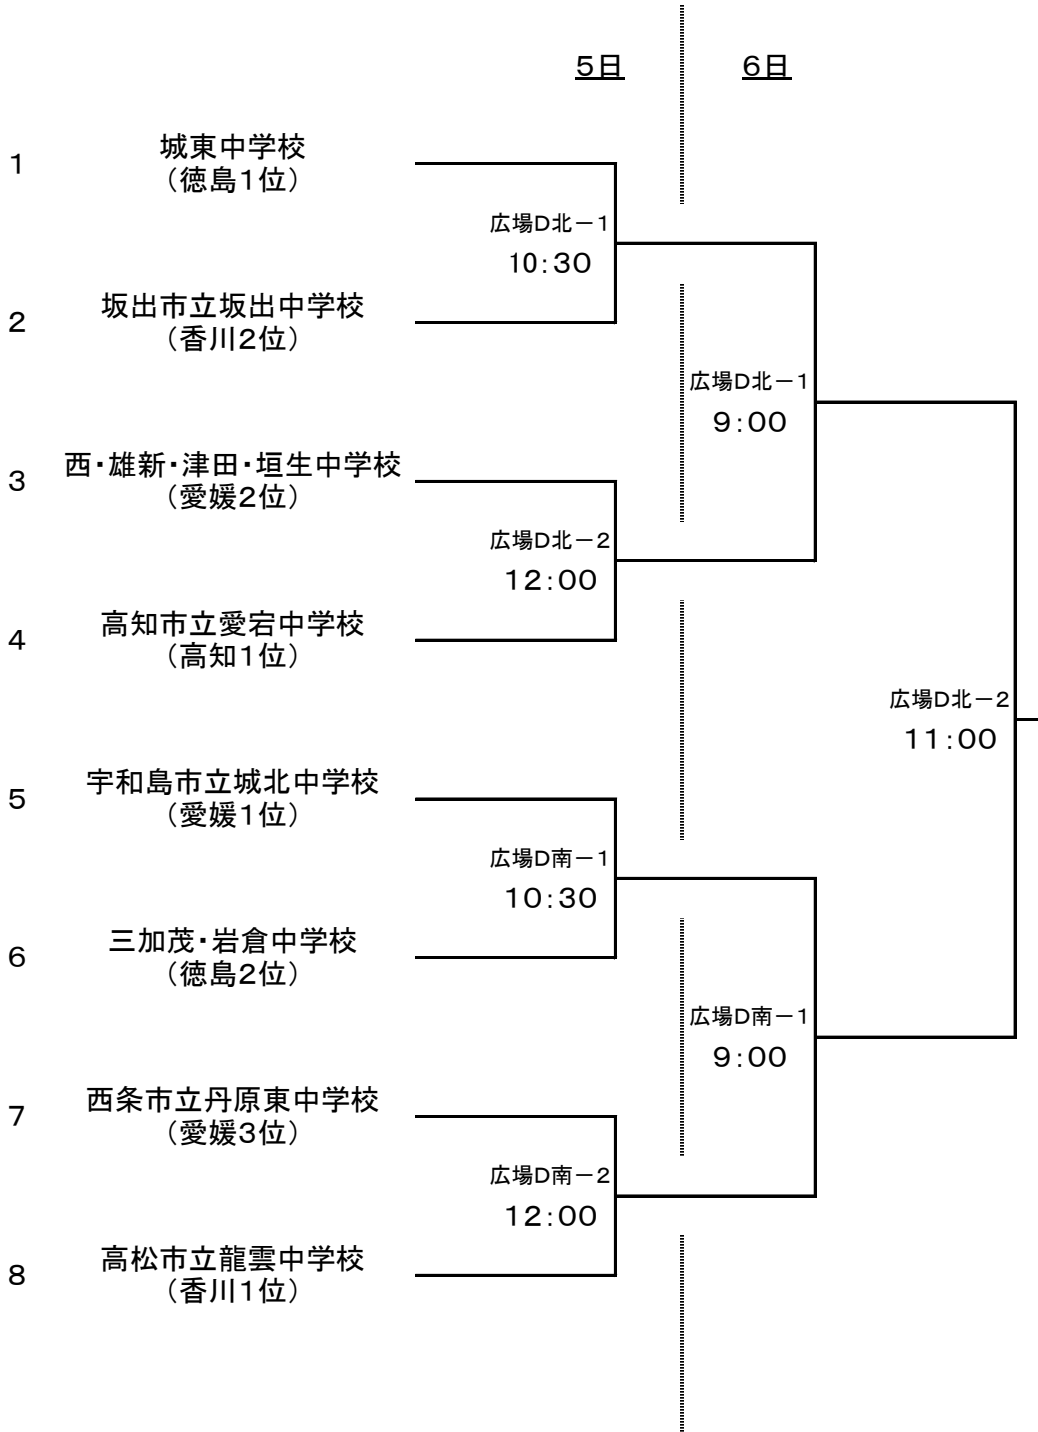 5日
6日
1
城東中学校
（徳島1位）
広場D北－1
10:30
2
坂出市立坂出中学校
（香川2位）
広場D北－1
9:00
3
西・雄新・津田・垣生中学校
（愛媛2位）
広場D北－2
12:00
4
高知市立愛宕中学校
（高知1位）
広場D北－2
11:00
5
宇和島市立城北中学校
（愛媛1位）
広場D南－1
10:30
6
三加茂・岩倉中学校
（徳島2位）
広場D南－1
9:00
7
西条市立丹原東中学校
（愛媛3位）
広場D南－2
12:00
8
高松市立龍雲中学校
（香川1位）